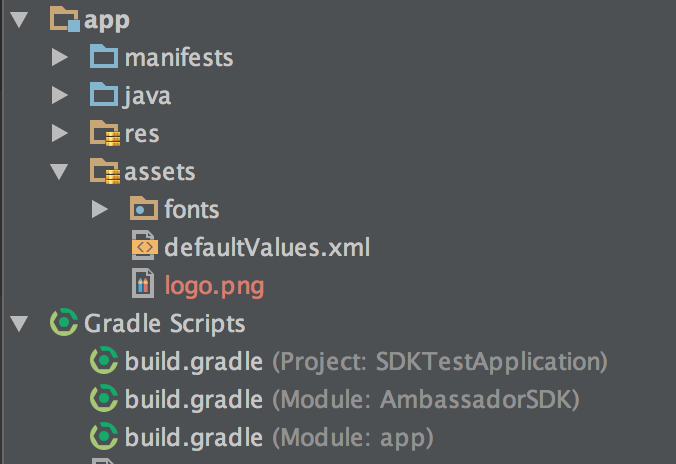 app
manifests
java
res
assets
fonts
defaultValues.xml
logo.png
Gradle Scripts
build.gradle (Project: SDKTestApplication)
build.gradle (Module: AmbassadorSDK)
build.gradle (Module: app)